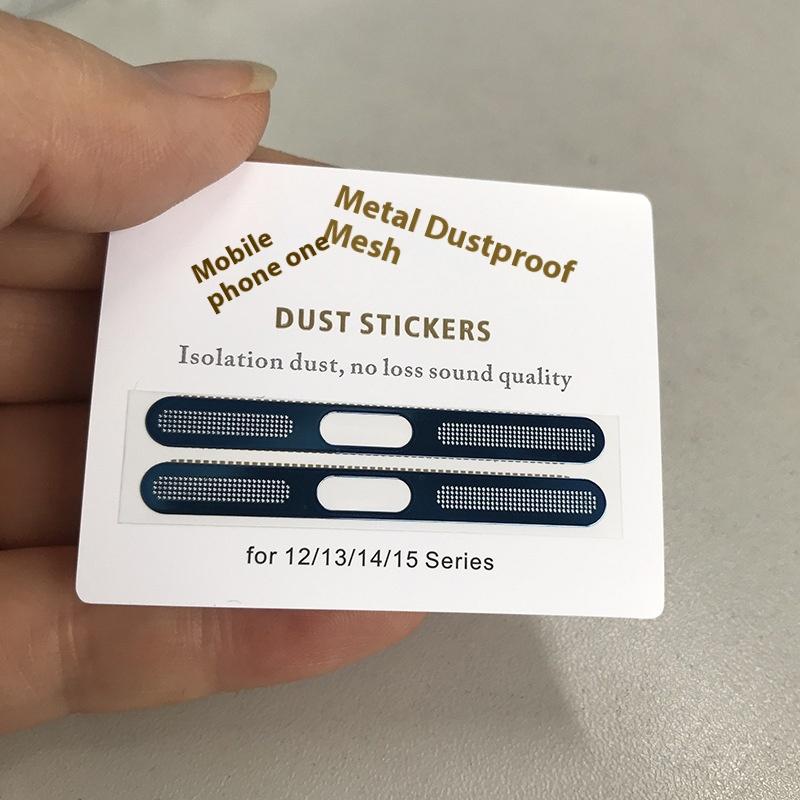 Metal Dustproof
Mesh
Mobile
phone one
DUST STICKERS
Isolation dust, no loss sound quality
for 12/13/14/15 Series